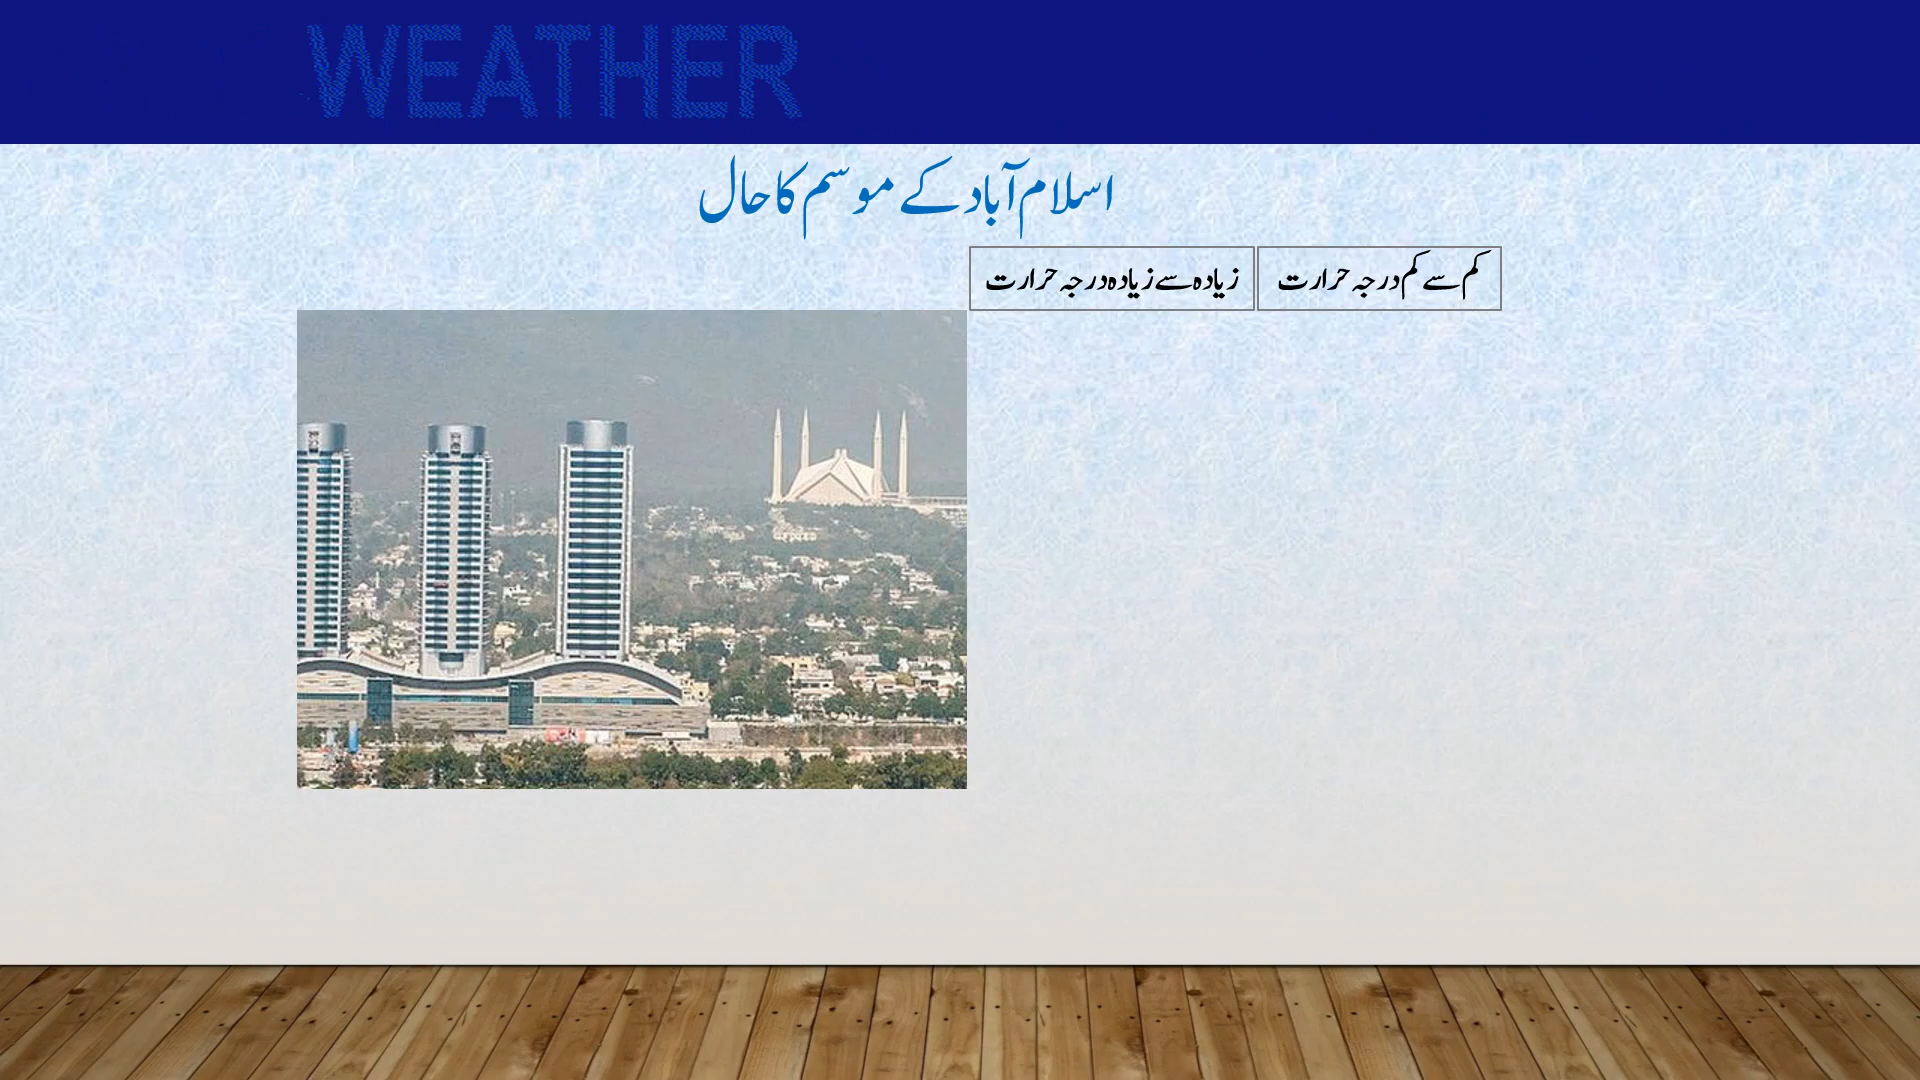 WEATHER
اسلام آباد کے موسم کا حال
کم سے کم درجہ حرارت
زیادہ سے زیادہ درجہ حرارت